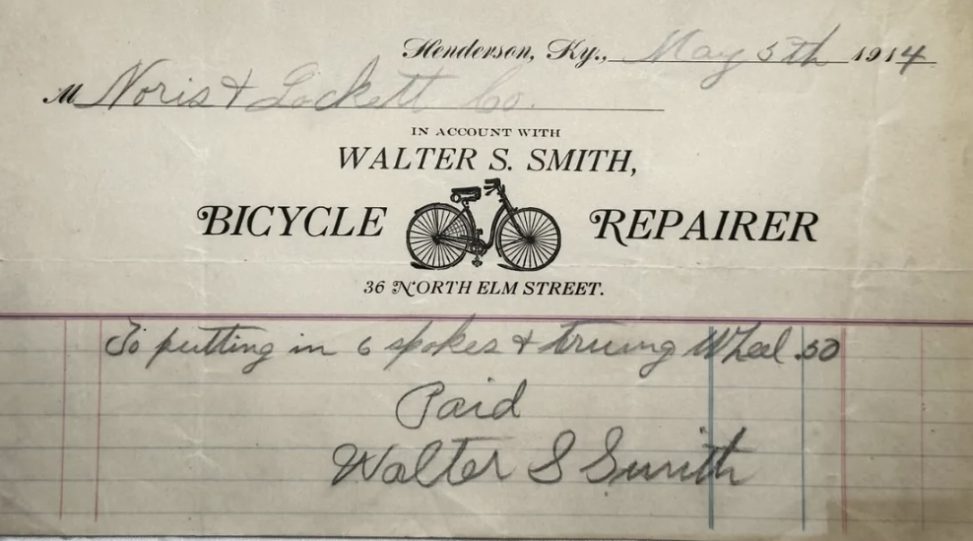 Henderson, Ky., May 5th 1914
M Noris & Lockett Co.
IN ACCOUNT WITH
WALTER S. SMITH,
BICYCLE REPAIRER
36 NORTH ELM STREET.
To putting in 6 spokes & truing Wheel .50
Paid
Walter S Smith